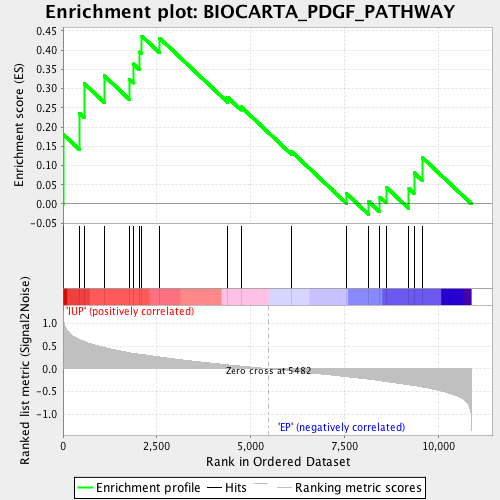 Enrichment plot: BIOCARTA_PDGF_PATHWAY
Enrichment score (ES)
0.45
0.40
0.35
0.30
0.25
0.20
0.15
0.10
0.05
0.00
-0.05
'IUP' (positively correlated)
Ranked list metric (Signal2Noise)
1.0
0.5
0.0
-0.5
-1.0
Zero cross at 5482
'EP' (negatively correlated)
0
2,500
5,000
7,500
10,000
Rank in Ordered Dataset
Enrichment profile
Hits
Ranking metric scores